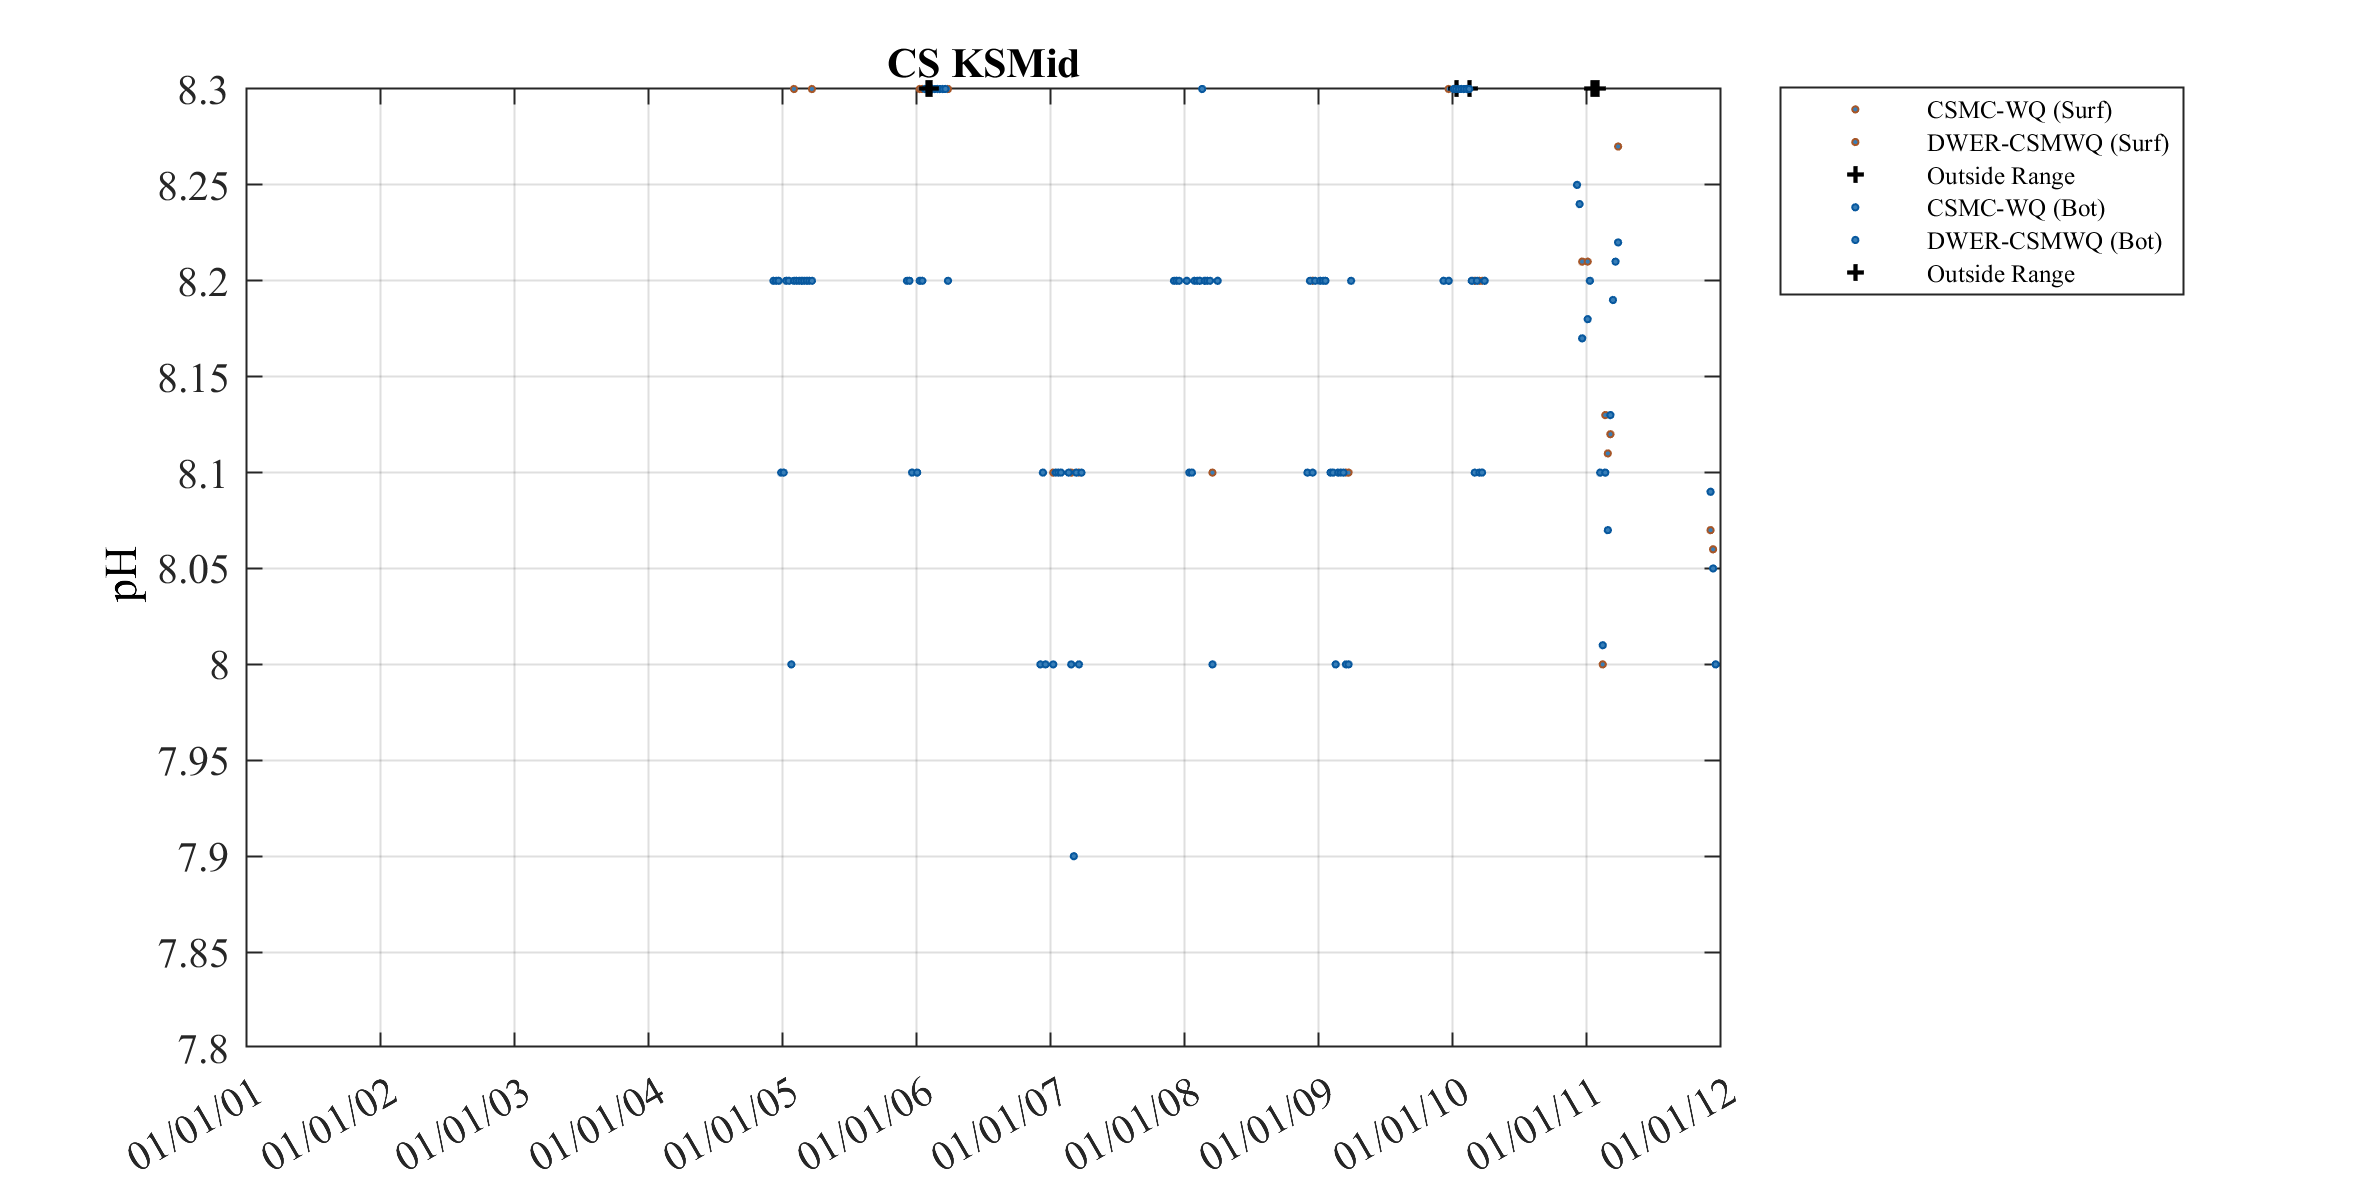 CS KSMid
8.3
8.25
8.2
8.15
8.1
8.05
8
7.95
7.9
7.85
7.8
pH
01/01/01
01/01/02
01/01/03
01/01/04
01/01/05
01/01/06
01/01/07
01/01/08
01/01/09
01/01/10
01/01/11
01/01/12
CSMC-WQ (Surf)
DWER-CSMWQ (Surf)
Outside Range
CSMC-WQ (Bot)
DWER-CSMWQ (Bot)
Outside Range